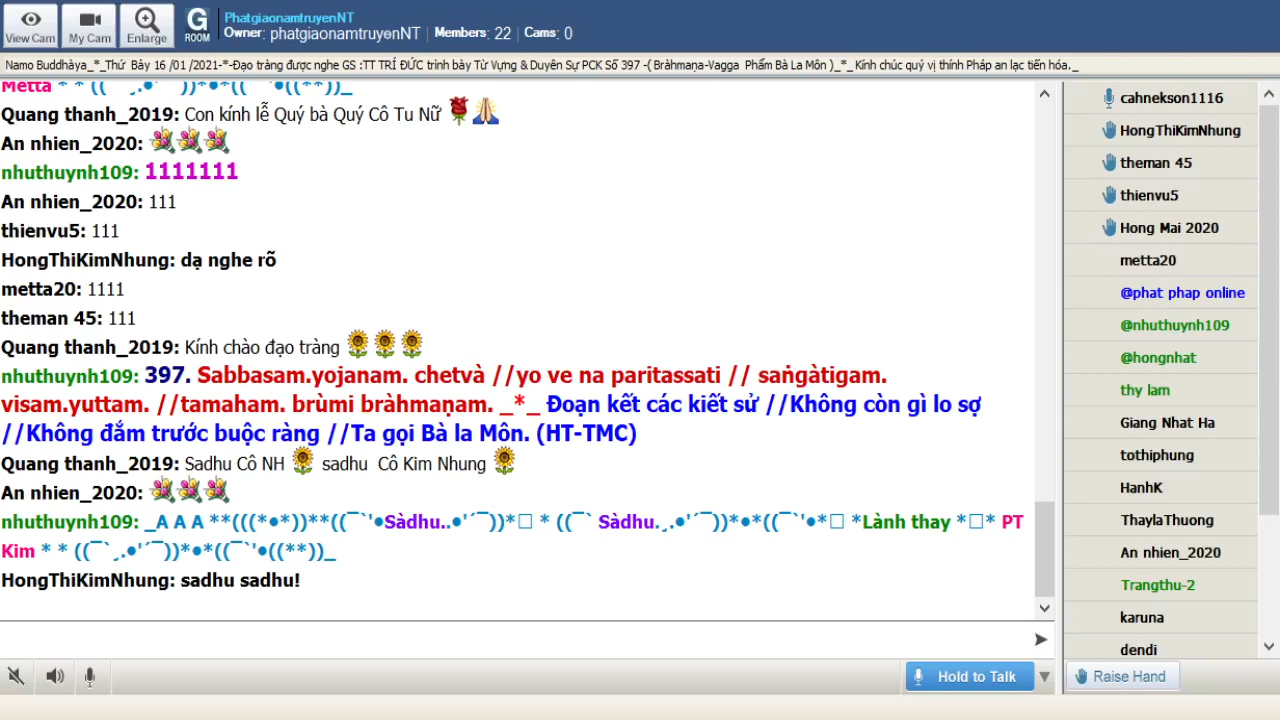 View Cam
My Cam
Enlarge
G
ROOM
PhatgiaonamtruyenNT
Owner: phatgiaonamtruyenNT | Members: 22 | Cams: 0
Namo Buddhàya_*_Thứ Bảy 16 /01 /2021-*-Đạo tràng được nghe GS :TT TRÍ ĐỨC trình bày Từ Vựng & Duyên Sự PCK Số 397 -( Bràhmaṇa-Vagga Phẩm Bà La Môn )_*_ Kính chúc quý vị thính Pháp an lạc tiến hóa._
Metta * * ((¯`¸.•'´¯))*•*((¯`'•((**))_
Quang thanh_2019: Con kính lễ Quý bà Quý Cô Tu Nữ 🌹🙏
An nhien_2020: 💐💐💐
nhuthuynh109: 1111111
An nhien_2020: 111
thienvu5: 111
HongThiKimNhung: dạ nghe rõ
metta20: 1111
theman 45: 111
Quang thanh_2019: Kính chào đạo tràng 🌻🌻🌻
nhuthuynh109: 397. Sabbasam.yojanam. chetvà //yo ve na paritassati // saṅgàtigam.
visam.yuttam. //tamaham. brùmi bràhmaṇam. _*_ Đoạn kết các kiết sử //Không còn gì lo sợ
//Không đắm trước buộc ràng //Ta gọi Bà la Môn. (HT-TMC)
Quang thanh_2019: Sadhu Cô NH 🌻 sadhu Cô Kim Nhung 🌻
An nhien_2020: 💐💐💐
nhuthuynh109: _A A A **(((*•*))**((¯`'•Sàdhu..•'´¯))*□ * ((¯` Sàdhu.¸.•'´¯))*•*((¯`'•*□ *Lành thay *□* PT
Kim * * ((¯`¸.•'´¯))*•*((¯`'•((**))_
HongThiKimNhung: sadhu sadhu!
Hold to Talk
cahnekson1116
HongThiKimNhung
theman 45
thienvu5
Hong Mai 2020
metta20
@phat phap online
@nhuthuynh109
@hongnhat
thy lam
Giang Nhat Ha
tothiphung
HanhK
ThaylaThuong
An nhien_2020
Trangthu-2
karuna
dendi
Raise Hand